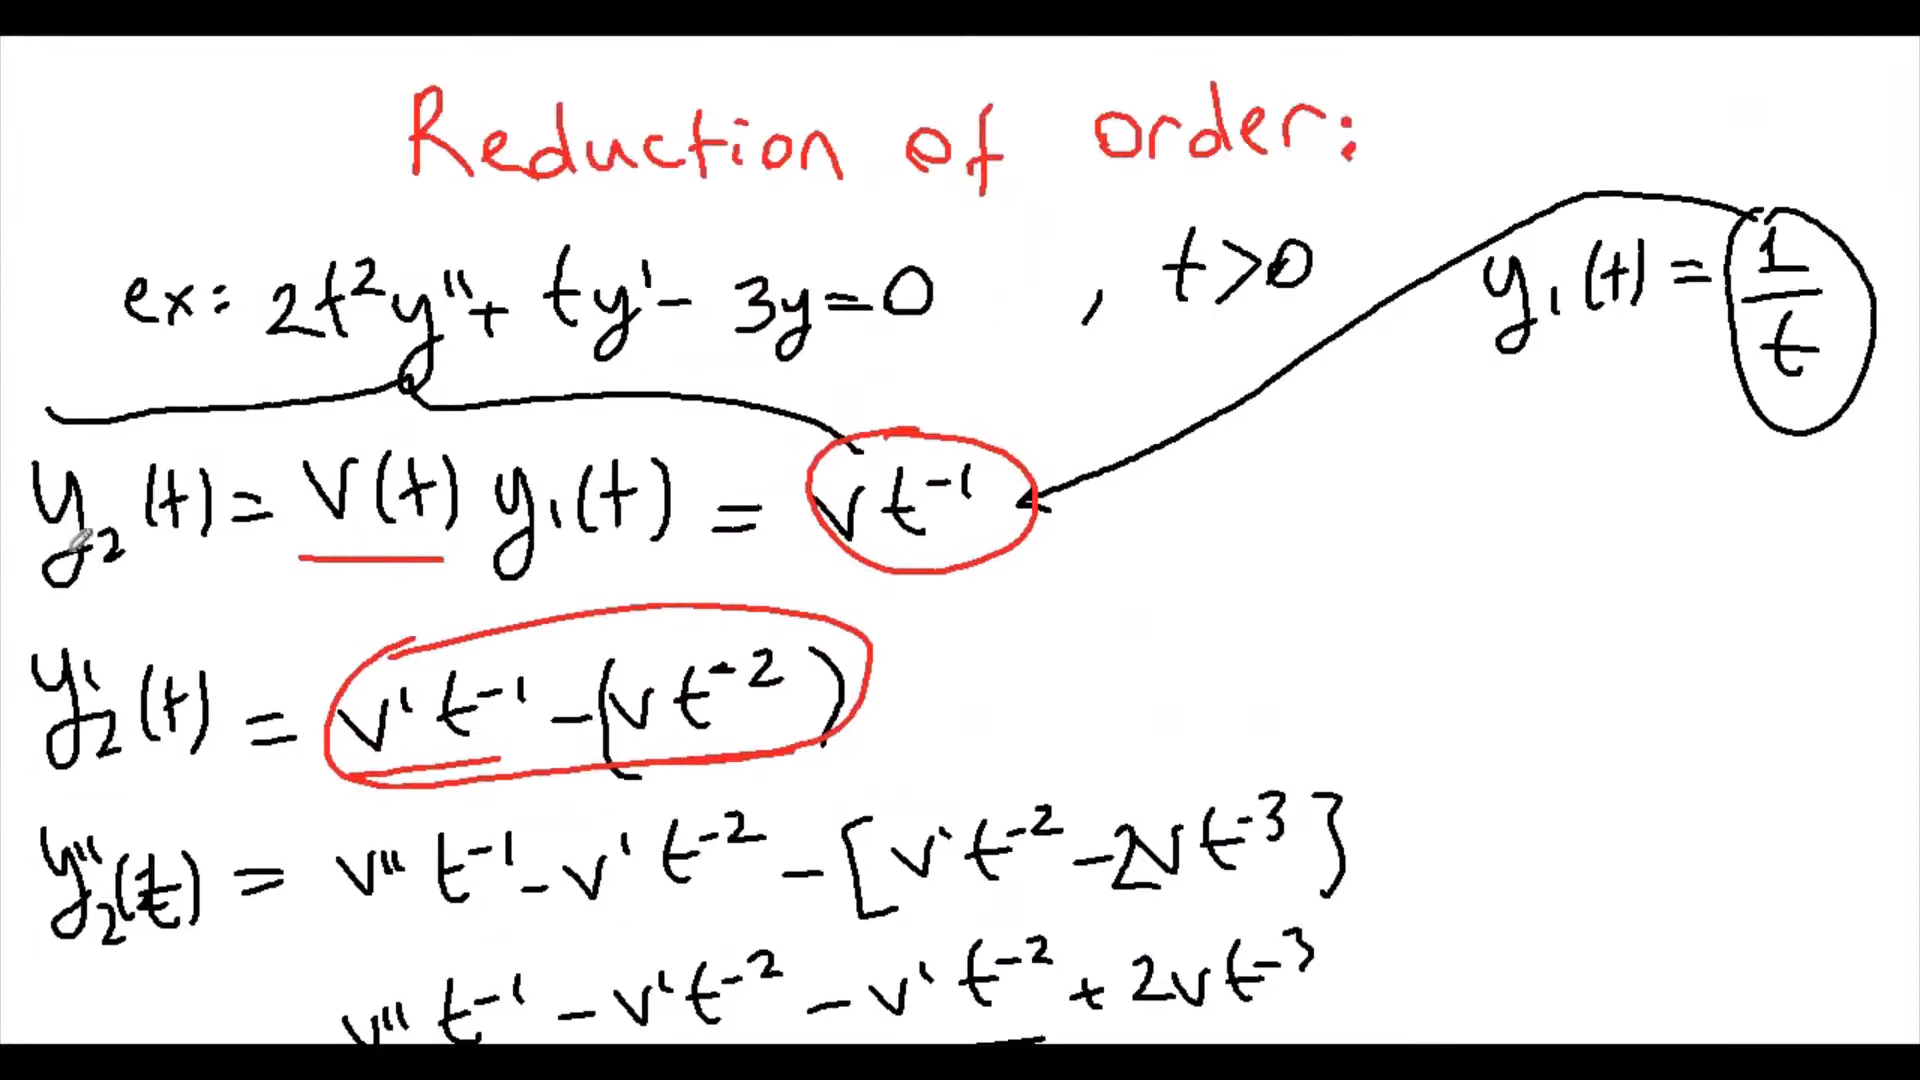 Reduction of order:
ex: 2t²y'' + ty' - 3y = 0 , t>0 y₁(t) = 1/t
y₂(t) = v(t) y₁(t) = vt⁻¹
y₂'(t) = v't⁻¹ - (vt⁻²)
y₂''(t) = v''t⁻¹ - v't⁻² - [v't⁻² - 2vt⁻³]
v''t⁻¹ - v't⁻² - v't⁻² + 2vt⁻³